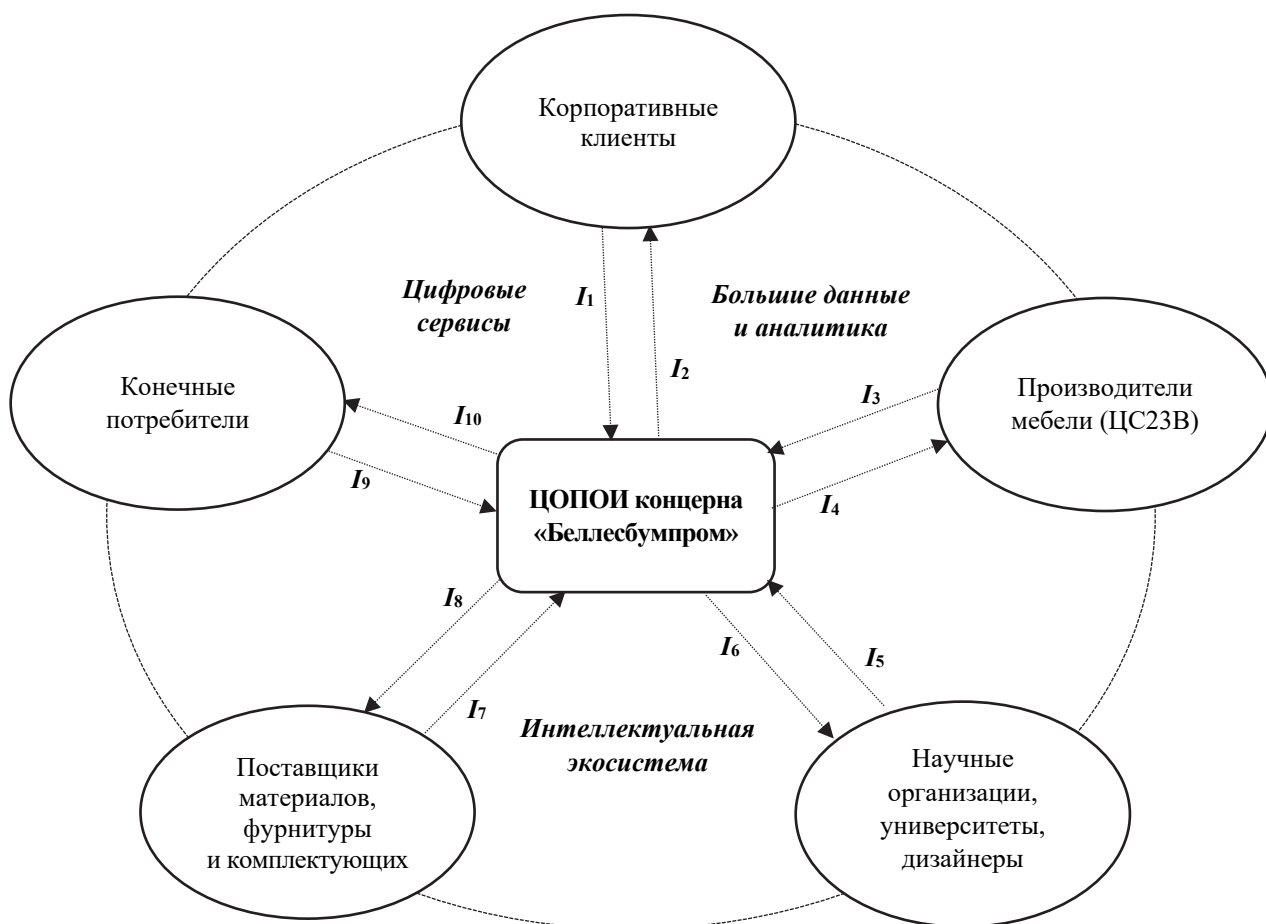 Корпоративные
клиенты
Цифровые
сервисы
I1
Большие данные
и аналитика
I2
Конечные
потребители
Производители
мебели (ЦС23В)
I10
I3
I9
I4
ЦОПОИ концерна
«Беллесбумпром»
I8
I7
I6
I5
Интеллектуальная
экосистема
Поставщики
материалов,
фурнитуры
и комплектующих
Научные
организации,
университеты,
дизайнеры